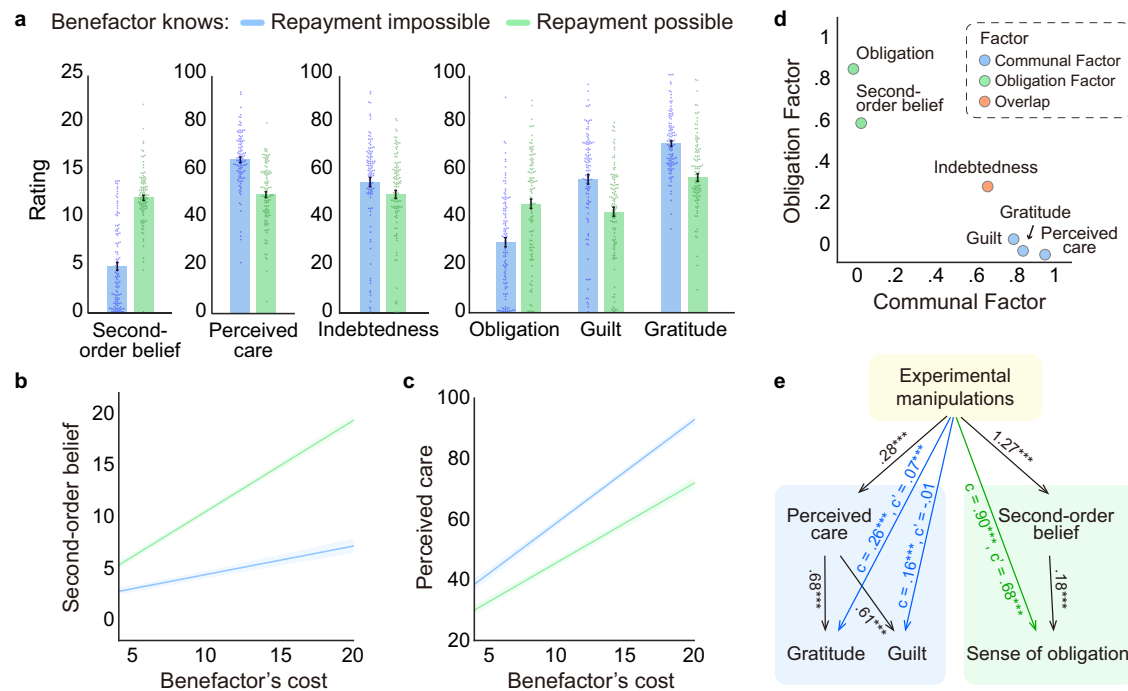 a
Benefactor knows: Repayment impossible Repayment possible
Rating
25
20
15
10
5
0
Second-
order belief
100
80
60
40
20
0
Perceived
care
100
80
60
40
20
0
Indebtedness
100
80
60
40
20
0
Obligation Guilt Gratitude
b
Second-order belief
20
15
10
5
0
5 10 15 20
Benefactor's cost
c
Perceived care
100
80
60
40
20
5 10 15 20
Benefactor's cost
d
Obligation Factor
1
.8
.6
.4
.2
0
0 .2 .4 .6 .8 1
Communal Factor
Factor
Communal Factor
Obligation Factor
Overlap
Obligation
Second-
order belief
Indebtedness
Gratitude
Guilt
Perceived
care
e
Experimental
manipulations
.28***
1.27***
c = .26***, c' = .07***
c = .16***, c' = -.01
c = .90***, c' = .68***
Perceived
care
Second-order
belief
.68***
.61***
.18***
Gratitude
Guilt
Sense of obligation